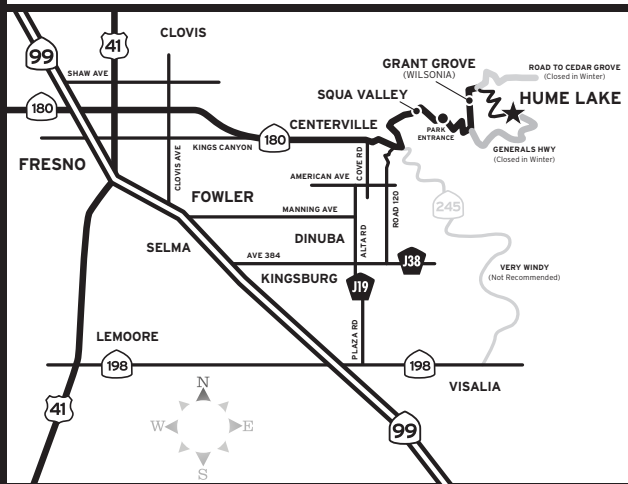 41
CLOVIS
99
SHAW AVE
GRANT GROVE
(WILSONIA)
ROAD TO CEDAR GROVE
(Closed in Winter)
SQUA VALLEY
HUME LAKE
180
180
CENTERVILLE
PARK
ENTRANCE
KINGS CANYON
GENERALS HWY
(Closed in Winter)
FRESNO
CLOVIS AVE
COVE RD
AMERICAN AVE
FOWLER
ROAD 120
245
MANNING AVE
SELMA
DINUBA
ALTA RD
AVE 384
J38
KINGSBURG
J19
VERY WINDY
(Not Recommended)
LEMOORE
PLAZA RD
198
198
VISALIA
N
W
E
S
41
99